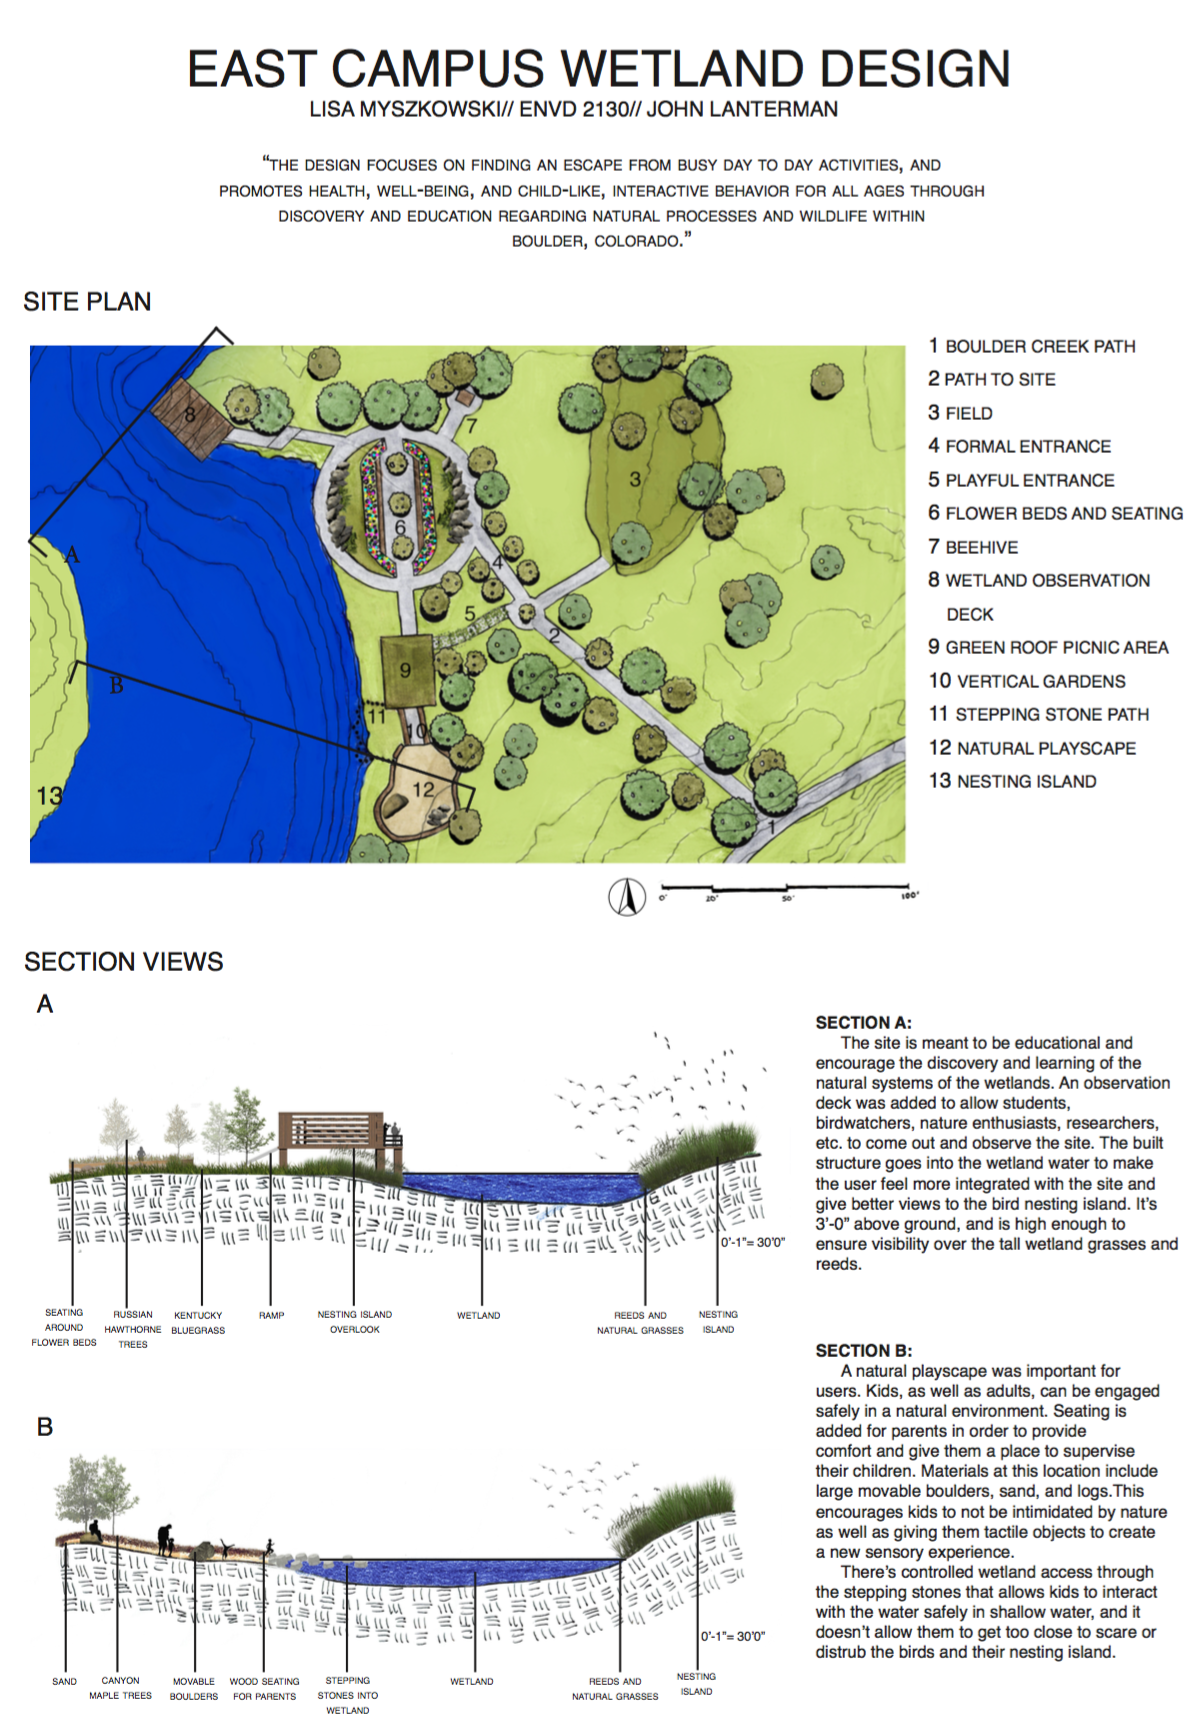 EAST CAMPUS WETLAND DESIGN
LISA MYSZKOWSKI// ENVD 2130// JOHN LANTERMAN
“THE DESIGN FOCUSES ON FINDING AN ESCAPE FROM BUSY DAY TO DAY ACTIVITIES, AND
PROMOTES HEALTH, WELL-BEING, AND CHILD-LIKE, INTERACTIVE BEHAVIOR FOR ALL AGES THROUGH
DISCOVERY AND EDUCATION REGARDING NATURAL PROCESSES AND WILDLIFE WITHIN
BOULDER, COLORADO.”
SITE PLAN
8
7
3
6
A
4
5
2
9
B
11
10
12
13
1
0'
20'
50'
100'
1 BOULDER CREEK PATH
2 PATH TO SITE
3 FIELD
4 FORMAL ENTRANCE
5 PLAYFUL ENTRANCE
6 FLOWER BEDS AND SEATING
7 BEEHIVE
8 WETLAND OBSERVATION
DECK
9 GREEN ROOF PICNIC AREA
10 VERTICAL GARDENS
11 STEPPING STONE PATH
12 NATURAL PLAYSCAPE
13 NESTING ISLAND
SECTION VIEWS
A
0'-1"= 30'0"
SEATING
AROUND
FLOWER BEDS
RUSSIAN
HAWTHORNE
TREES
KENTUCKY
BLUEGRASS
RAMP
NESTING ISLAND
OVERLOOK
WETLAND
REEDS AND
NATURAL GRASSES
NESTING
ISLAND
SECTION A:
The site is meant to be educational and
encourage the discovery and learning of the
natural systems of the wetlands. An observation
deck was added to allow students,
birdwatchers, nature enthusiasts, researchers,
etc. to come out and observe the site. The built
structure goes into the wetland water to make
the user feel more integrated with the site and
give better views to the bird nesting island. It's
3'-0" above ground, and is high enough to
ensure visibility over the tall wetland grasses and
reeds.
B
0'-1"= 30'0"
SAND
CANYON
MAPLE TREES
MOVABLE
BOULDERS
WOOD SEATING
FOR PARENTS
STEPPING
STONES INTO
WETLAND
WETLAND
REEDS AND
NATURAL GRASSES
NESTING
ISLAND
SECTION B:
A natural playscape was important for
users. Kids, as well as adults, can be engaged
safely in a natural environment. Seating is
added for parents in order to provide
comfort and give them a place to supervise
their children. Materials at this location include
large movable boulders, sand, and logs.This
encourages kids to not be intimidated by nature
as well as giving them tactile objects to create
a new sensory experience.
There's controlled wetland access through
the stepping stones that allows kids to interact
with the water safely in shallow water, and it
doesn't allow them to get too close to scare or
distrub the birds and their nesting island.